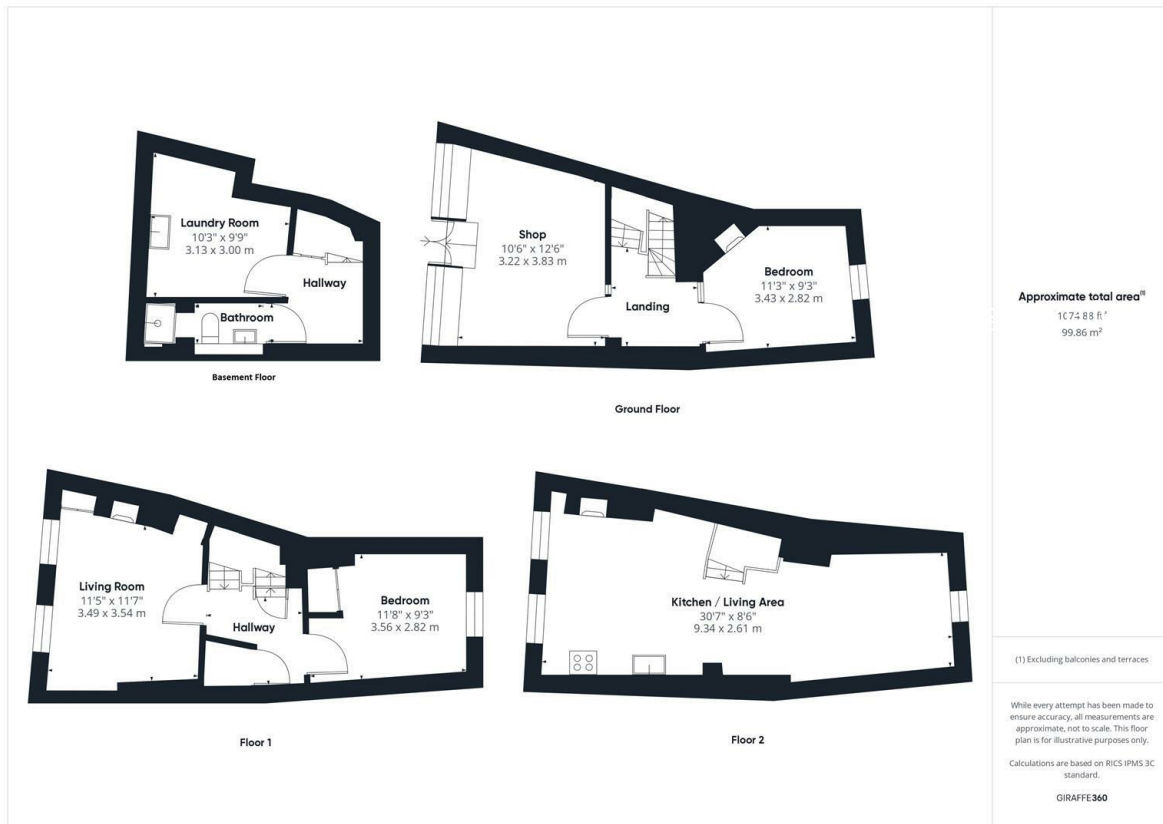 Laundry Room
10'3" x 9'9"
3.13 x 3.00 m
Hallway
Bathroom
Basement Floor
Shop
10'6" x 12'6"
3.22 x 3.83 m
Landing
Bedroom
11'3" x 9'3"
3.43 x 2.82 m
Ground Floor
Living Room
11'5" x 11'7"
3.49 x 3.54 m
Hallway
Bedroom
11'8" x 9'3"
3.56 x 2.82 m
Floor 1
Kitchen / Living Area
30'7" x 8'6"
9.34 x 2.61 m
Floor 2
Approximate total area(1)
1074.88 ft²
99.86 m²
(1) Excluding balconies and terraces
While every attempt has been made to
ensure accuracy, all measurements are
approximate, not to scale. This floor
plan is for illustrative purposes only.
Calculations are based on RICS IPMS 3C
standard.
GIRAFFE360